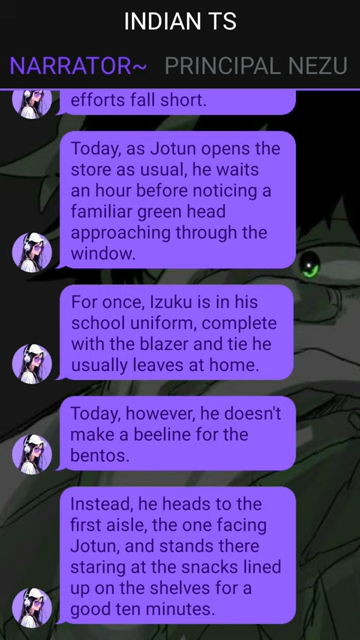 INDIAN TS
NARRATOR~ PRINCIPAL NEZU
efforts fall short.
Today, as Jotun opens the
store as usual, he waits
an hour before noticing a
familiar green head
approaching through the
window.
For once, Izuku is in his
school uniform, complete
with the blazer and tie he
usually leaves at home.
Today, however, he doesn't
make a beeline for the
bentos.
Instead, he heads to the
first aisle, the one facing
Jotun, and stands there
staring at the snacks lined
up on the shelves for a
good ten minutes.